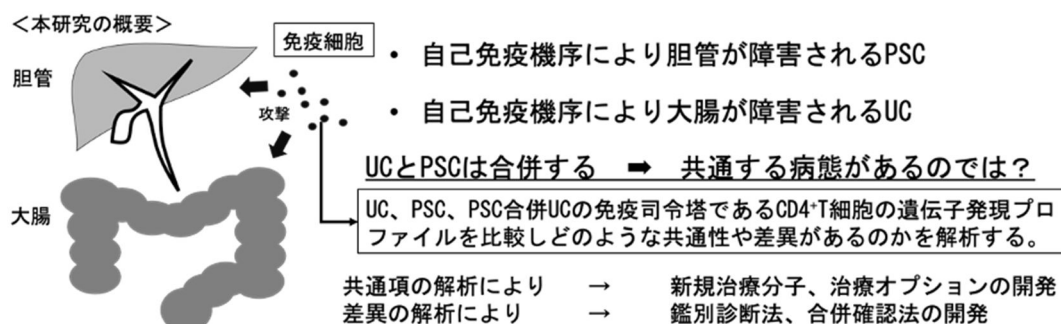 <本研究の概要>
免疫細胞
胆管
攻撃
大腸
・ 自己免疫機序により胆管が障害されるPSC
・ 自己免疫機序により大腸が障害されるUC
UCとPSCは合併する ➡ 共通する病態があるのでは?
UC、PSC、PSC合併UCの免疫司令塔であるCD4⁺T細胞の遺伝子発現プロ
ファイルを比較しどのような共通性や差異があるのかを解析する。
共通項の解析により → 新規治療分子、治療オプションの開発
差異の解析により → 鑑別診断法、合併確認法の開発